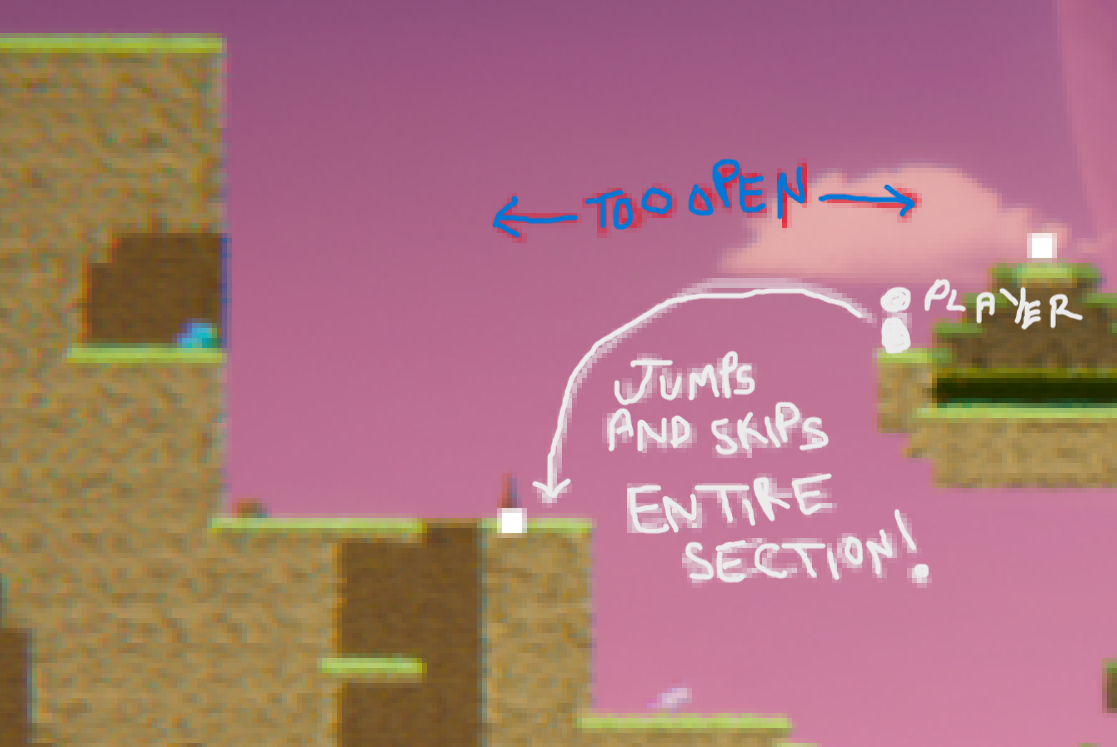 TOO OPEN
PLAYER
JUMPS
AND SKIPS
ENTIRE
SECTION!